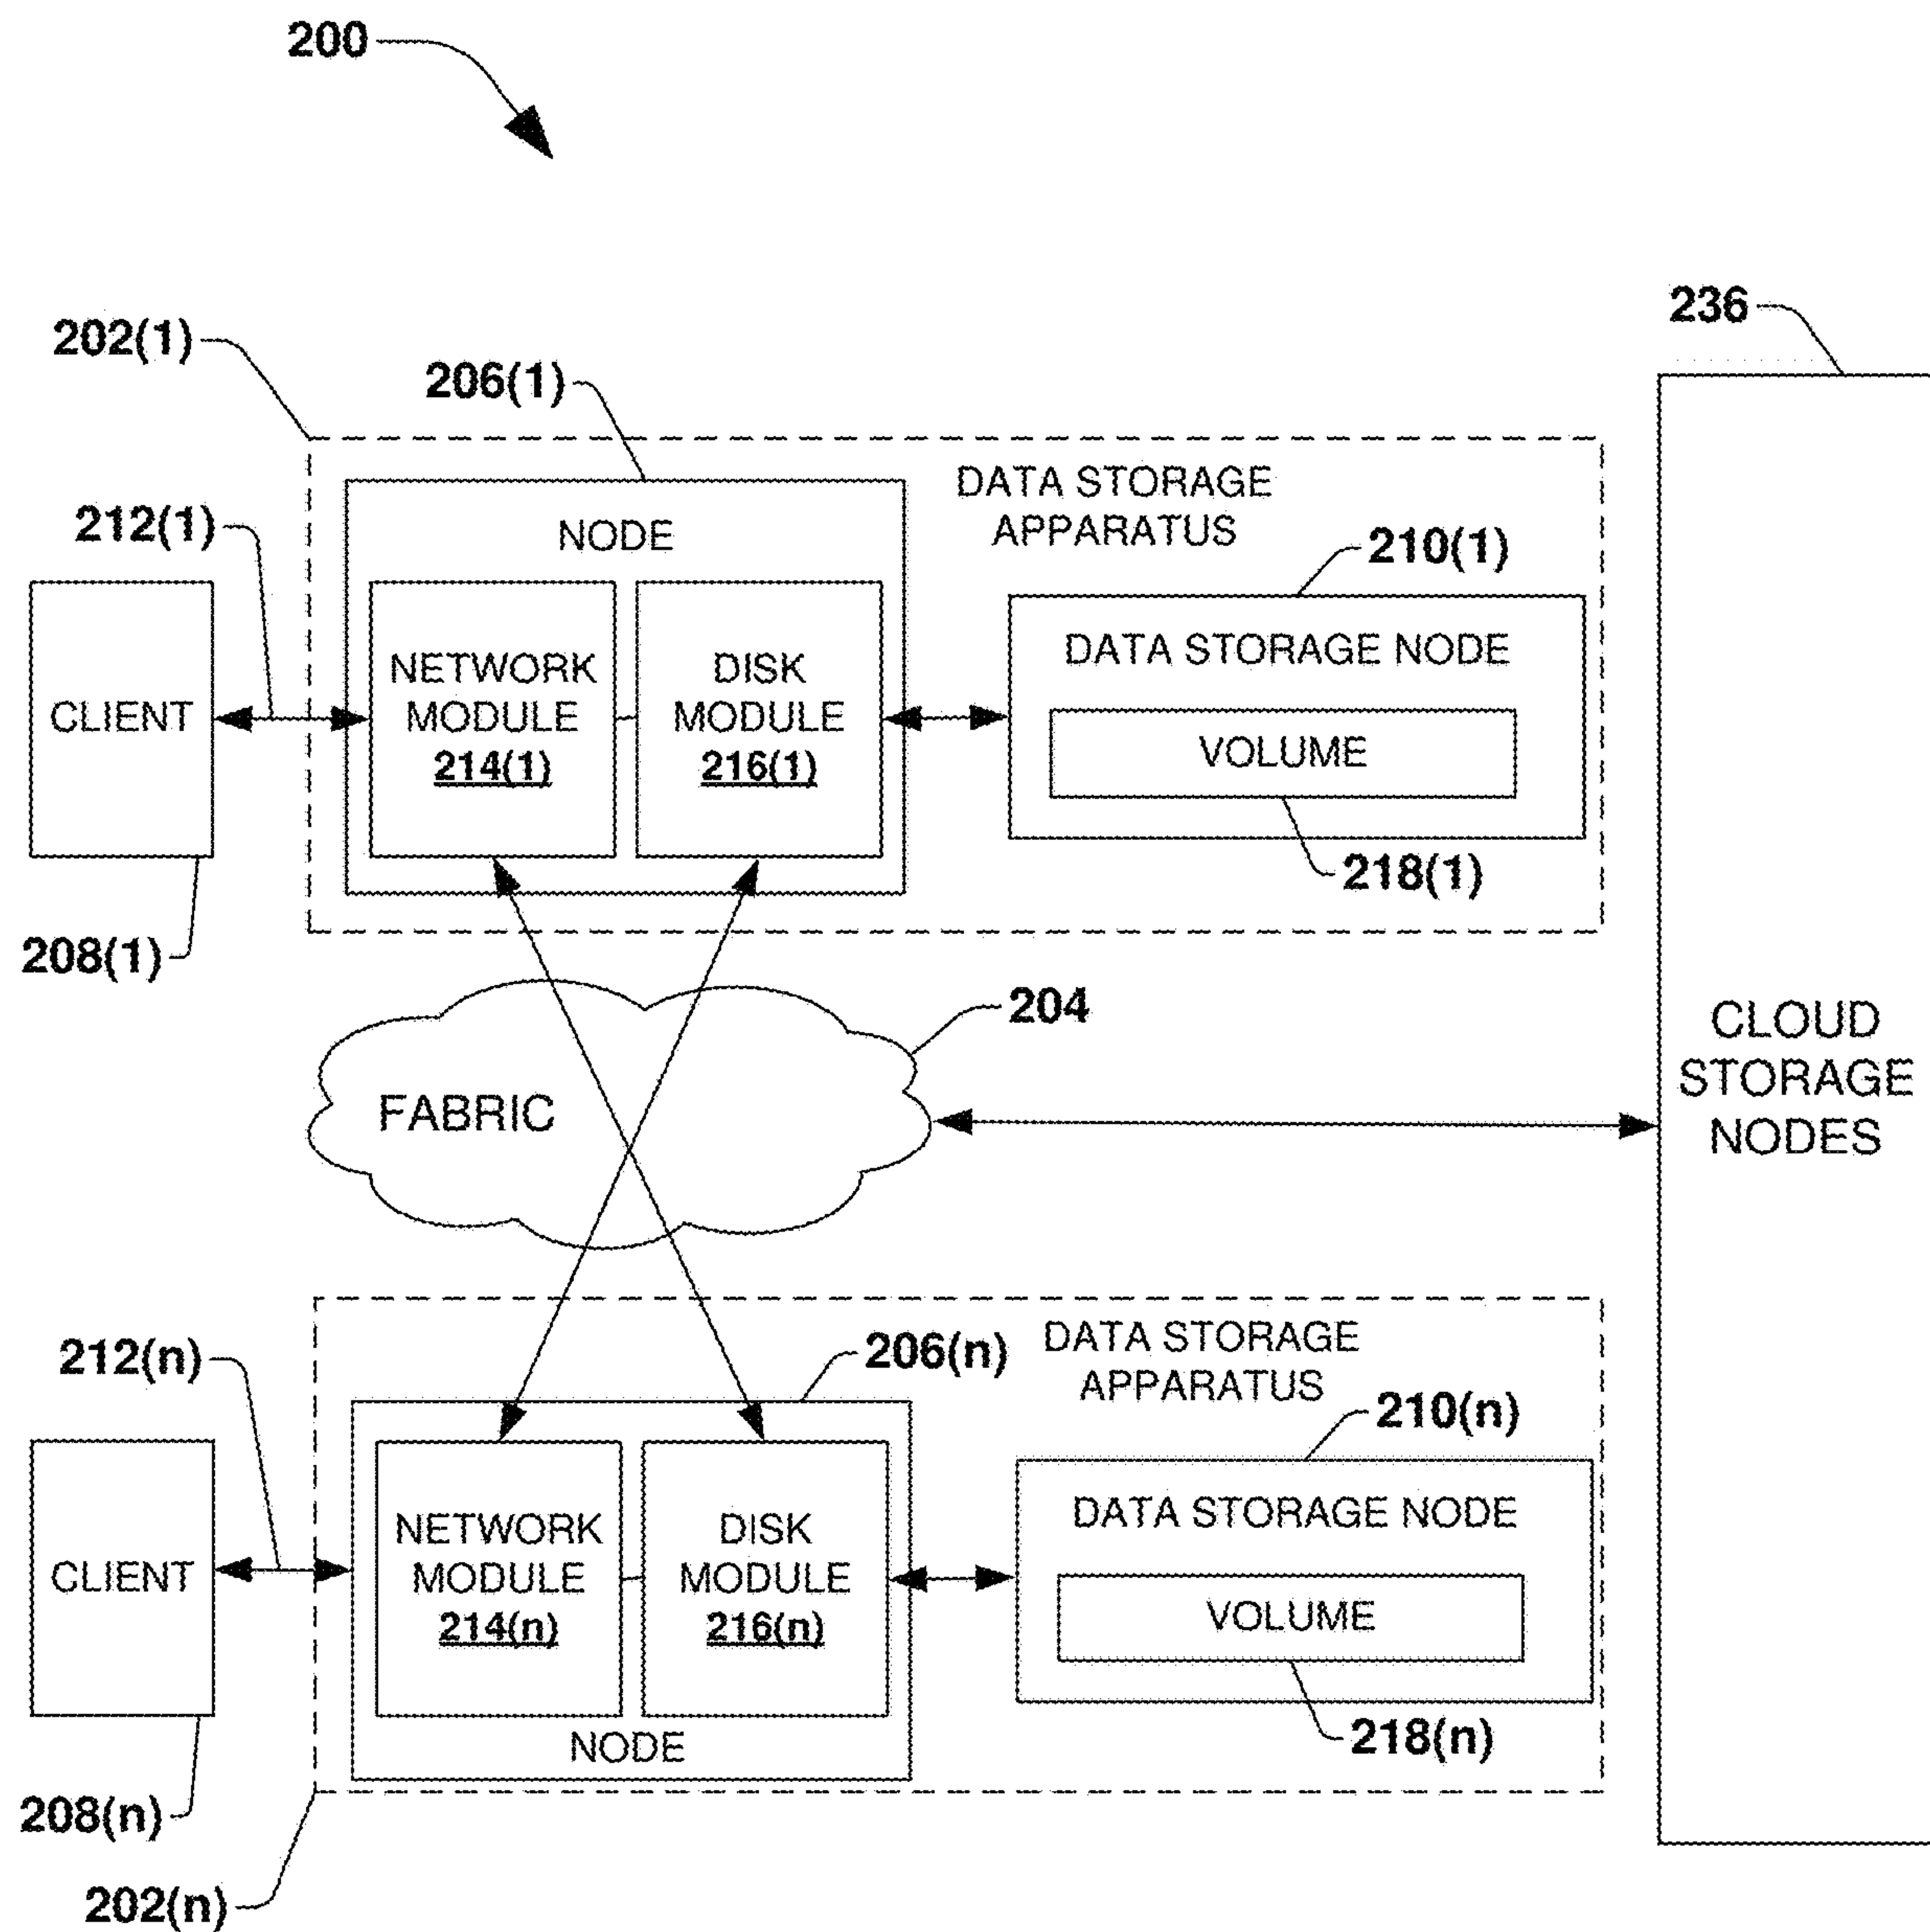 200
236
202(1)
206(1)
DATA STORAGE
APPARATUS
212(1)
NODE
210(1)
CLIENT
NETWORK
MODULE
214(1)
DISK
MODULE
216(1)
DATA STORAGE NODE
VOLUME
218(1)
208(1)
204
FABRIC
CLOUD
STORAGE
NODES
212(n)
206(n)
DATA STORAGE
APPARATUS
210(n)
CLIENT
NETWORK
MODULE
214(n)
DISK
MODULE
216(n)
DATA STORAGE NODE
VOLUME
218(n)
NODE
208(n)
202(n)